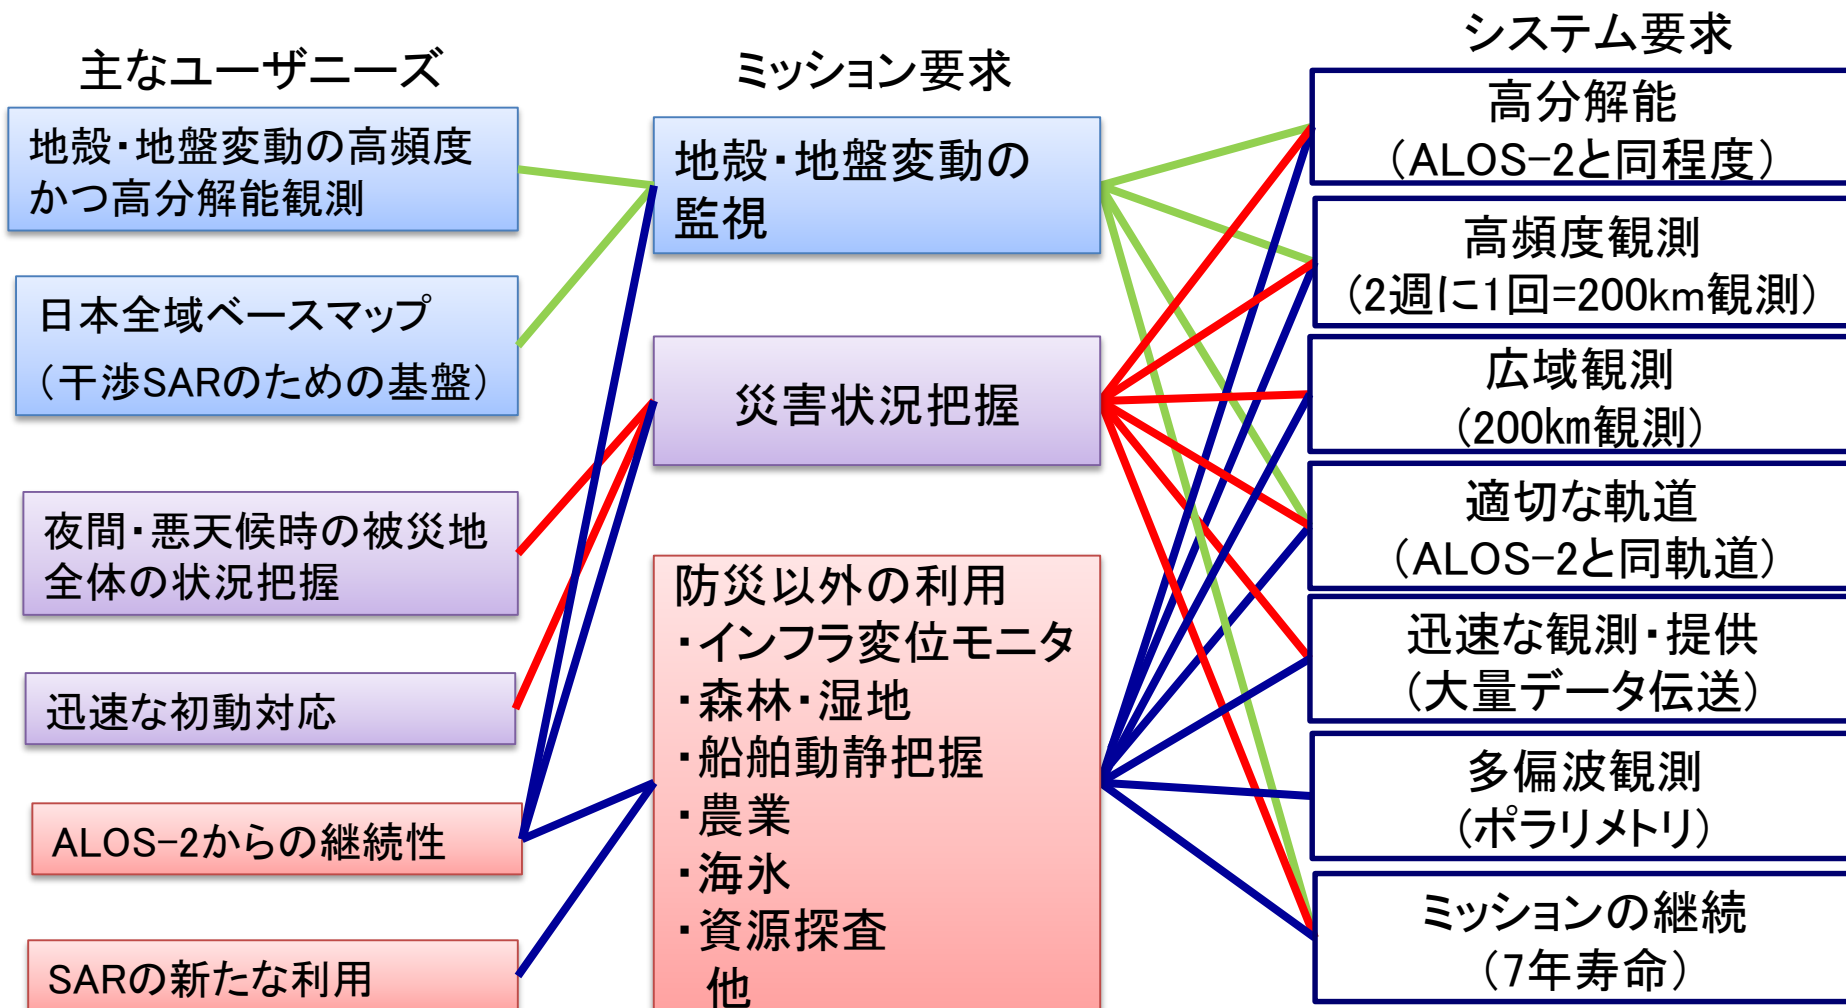 主なユーザニーズ
地殻・地盤変動の高頻度
かつ高分解能観測
日本全域ベースマップ
(干渉SARのための基盤)
夜間・悪天候時の被災地
全体の状況把握
迅速な初動対応
ALOS-2からの継続性
SARの新たな利用
ミッション要求
地殻・地盤変動の
監視
災害状況把握
防災以外の利用
・インフラ変位モニタ
・森林・湿地
・船舶動静把握
・農業
・海氷
・資源探査
他
システム要求
高分解能
(ALOS-2と同程度)
高頻度観測
(2週に1回=200km観測)
広域観測
(200km観測)
適切な軌道
(ALOS-2と同軌道)
迅速な観測・提供
(大量データ伝送)
多偏波観測
(ポラリメトリ)
ミッションの継続
(7年寿命)